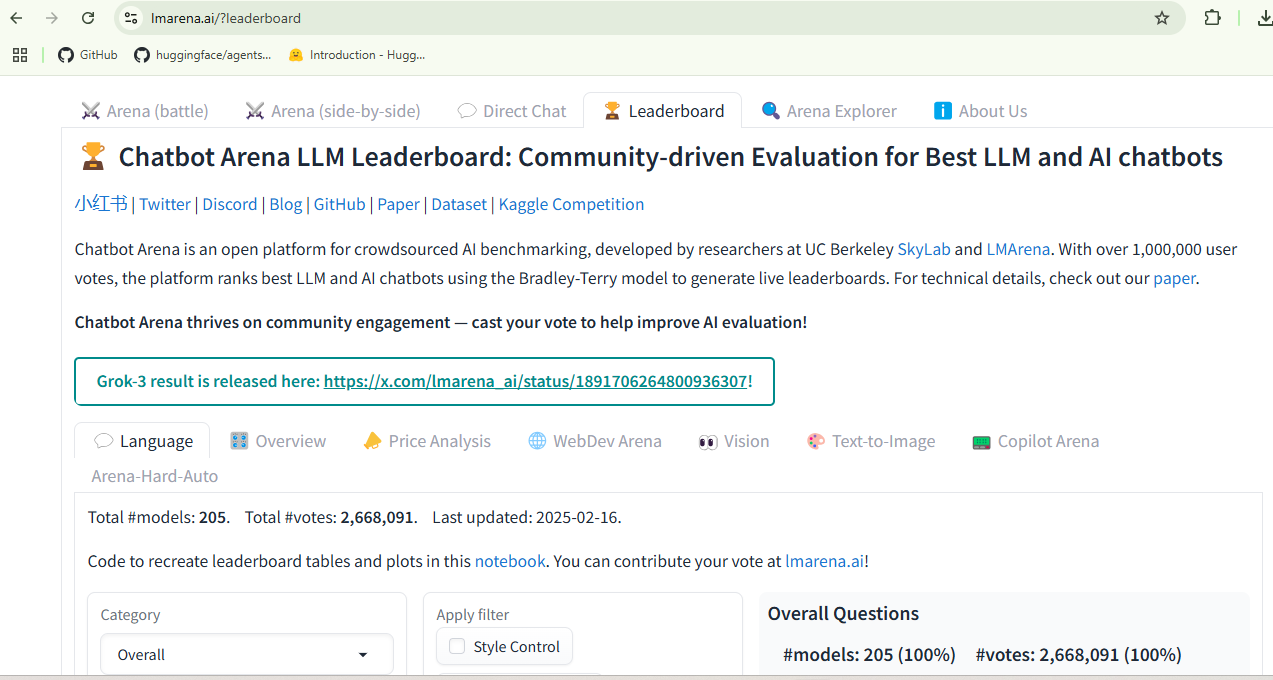 lmarena.ai/?leaderboard
GitHub huggingface/agents... Introduction - Hugg...
Arena (battle) Arena (side-by-side) Direct Chat Leaderboard Arena Explorer About Us
Chatbot Arena LLM Leaderboard: Community-driven Evaluation for Best LLM and AI chatbots
小红书 | Twitter | Discord | Blog | GitHub | Paper | Dataset | Kaggle Competition
Chatbot Arena is an open platform for crowdsourced AI benchmarking, developed by researchers at UC Berkeley SkyLab and LMArena. With over 1,000,000 user
votes, the platform ranks best LLM and AI chatbots using the Bradley-Terry model to generate live leaderboards. For technical details, check out our paper.
Chatbot Arena thrives on community engagement — cast your vote to help improve AI evaluation!
Grok-3 result is released here: https://x.com/lmarena_ai/status/1891706264800936307!
Language Overview Price Analysis WebDev Arena Vision Text-to-Image Copilot Arena
Arena-Hard-Auto
Total #models: 205. Total #votes: 2,668,091. Last updated: 2025-02-16.
Code to recreate leaderboard tables and plots in this notebook. You can contribute your vote at lmarena.ai!
Category Apply filter Overall Questions
Overall Style Control #models: 205 (100%) #votes: 2,668,091 (100%)